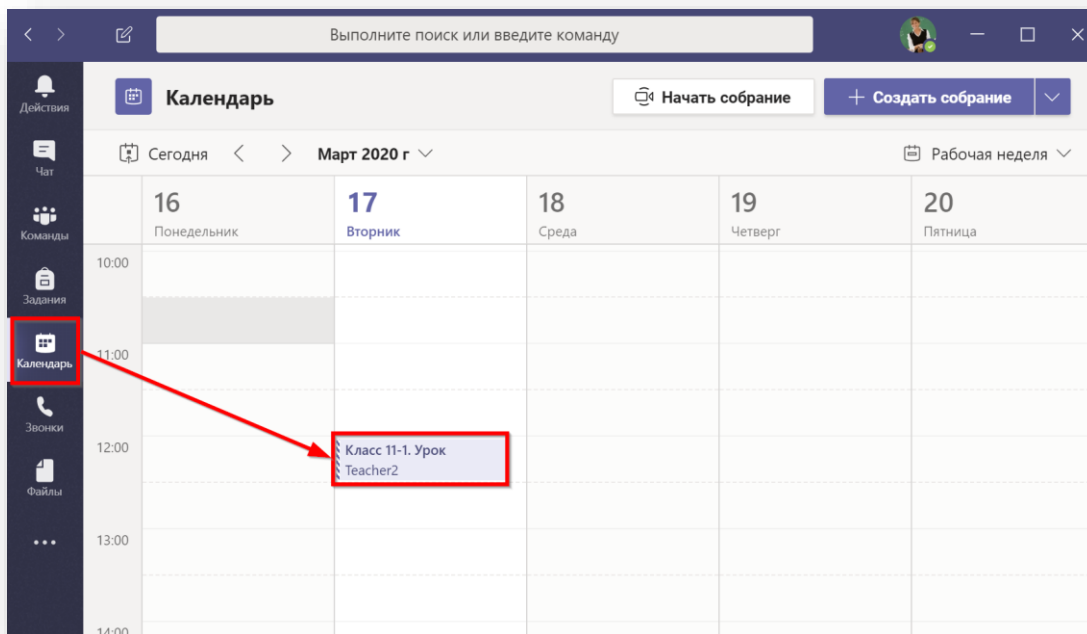 Выполните поиск или введите команду
Действия
Чат
Команды
Задания
Календарь
Звонки
Файлы
Календарь
Начать собрание
+ Создать собрание
Сегодня
Март 2020 г
Рабочая неделя
16
Понедельник
17
Вторник
18
Среда
19
Четверг
20
Пятница
10:00
11:00
12:00
Класс 11-1. Урок
Teacher2
13:00
14:00